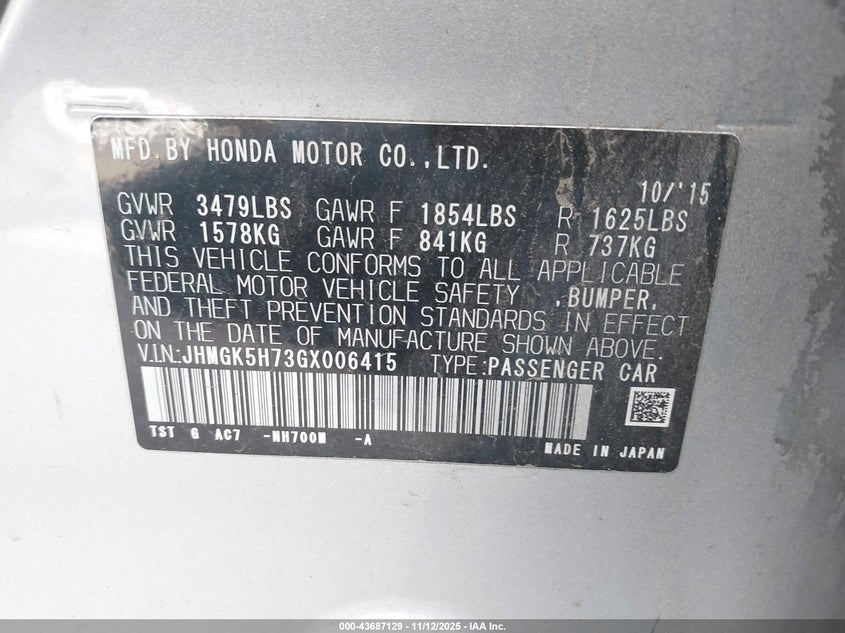 MFD.BY HONDA MOTOR CO.,LTD.
10/'15
GVWR 3479LBS GAWR F 1854LBS R 1625LBS
GVWR 1578KG GAWR F 841KG R 737KG
THIS VEHICLE CONFORMS TO ALL APPLICABLE
FEDERAL MOTOR VEHICLE SAFETY ,BUMPER,
AND THEFT PREVENTION STANDARDS IN EFFECT
ON THE DATE OF MANUFACTURE SHOWN ABOVE.
V.I.N:JHMGK5H73GX006415 TYPE:PASSENGER CAR
TST G AC7 -NH700M -A
MADE IN JAPAN
000-43687129 - 11/12/2025 - IAA Inc.